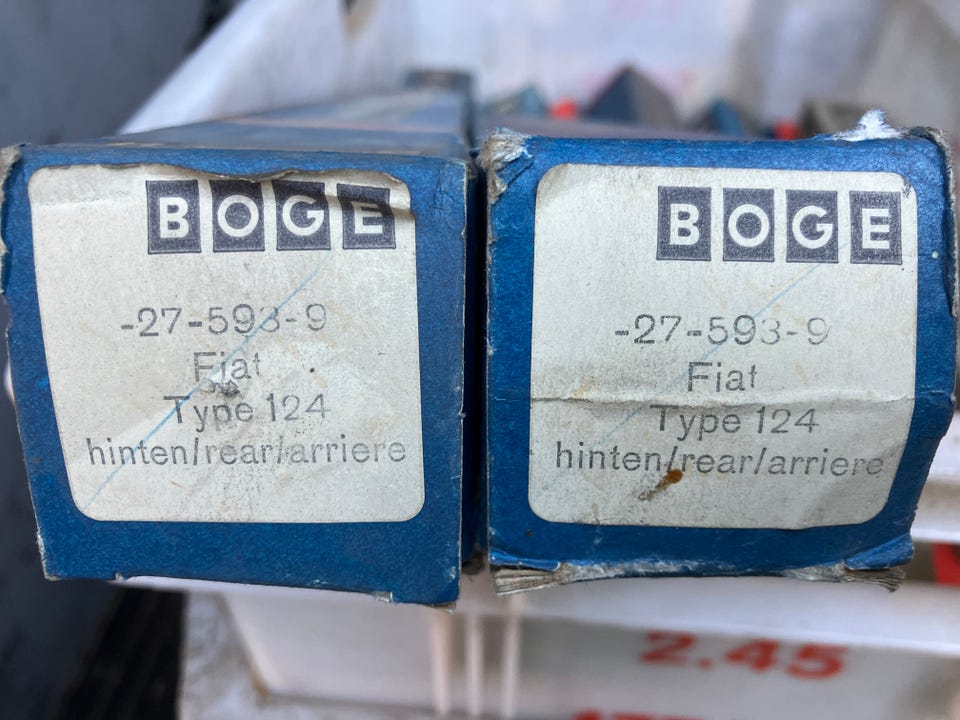 BOGE
-27-593-9
Fiat
Type 124
hinten/rear/arriere
BOGE
-27-593-9
Fiat
Type 124
hinten/rear/arriere
2.45